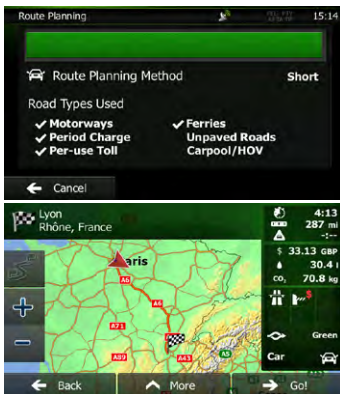 Route Planning 15:14
Route Planning Method Short
Road Types Used
Motorways Ferries
Period Charge Unpaved Roads
Per-use Toll Carpool/HOV
Cancel
Lyon
Rhône, France
4:13
287 mi
-:--
$ 33.13 GBP
30.4 l
CO₂ 70.8 kg
aris
A6
A6
A71
A89
A43
A5
Green
Car
Back More Go!